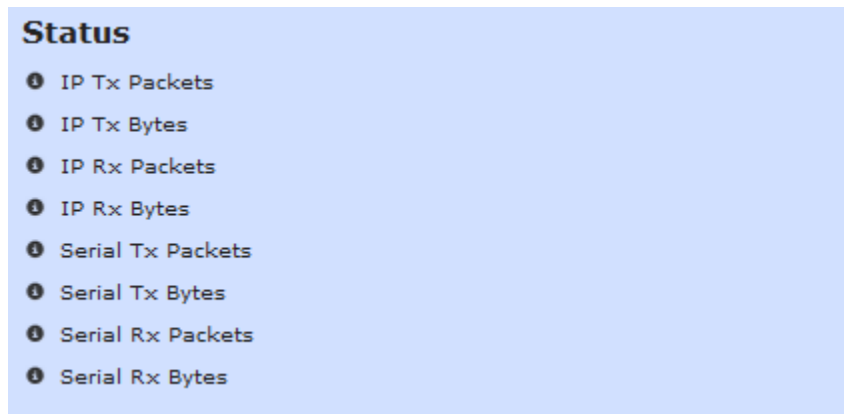 Status
IP Tx Packets
IP Tx Bytes
IP Rx Packets
IP Rx Bytes
Serial Tx Packets
Serial Tx Bytes
Serial Rx Packets
Serial Rx Bytes